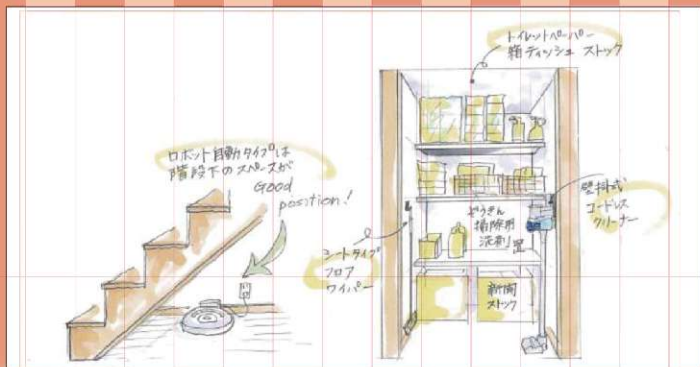 ロボット自動タイプは
階段下のスペースが
Good
position!
トイレットペーパー
箱ティッシュ ストック
シートタイプ
フロア
ワイパー
ぞうきん
掃除用
洗剤
壁掛式
コードレス
クリーナー
新聞
ストック